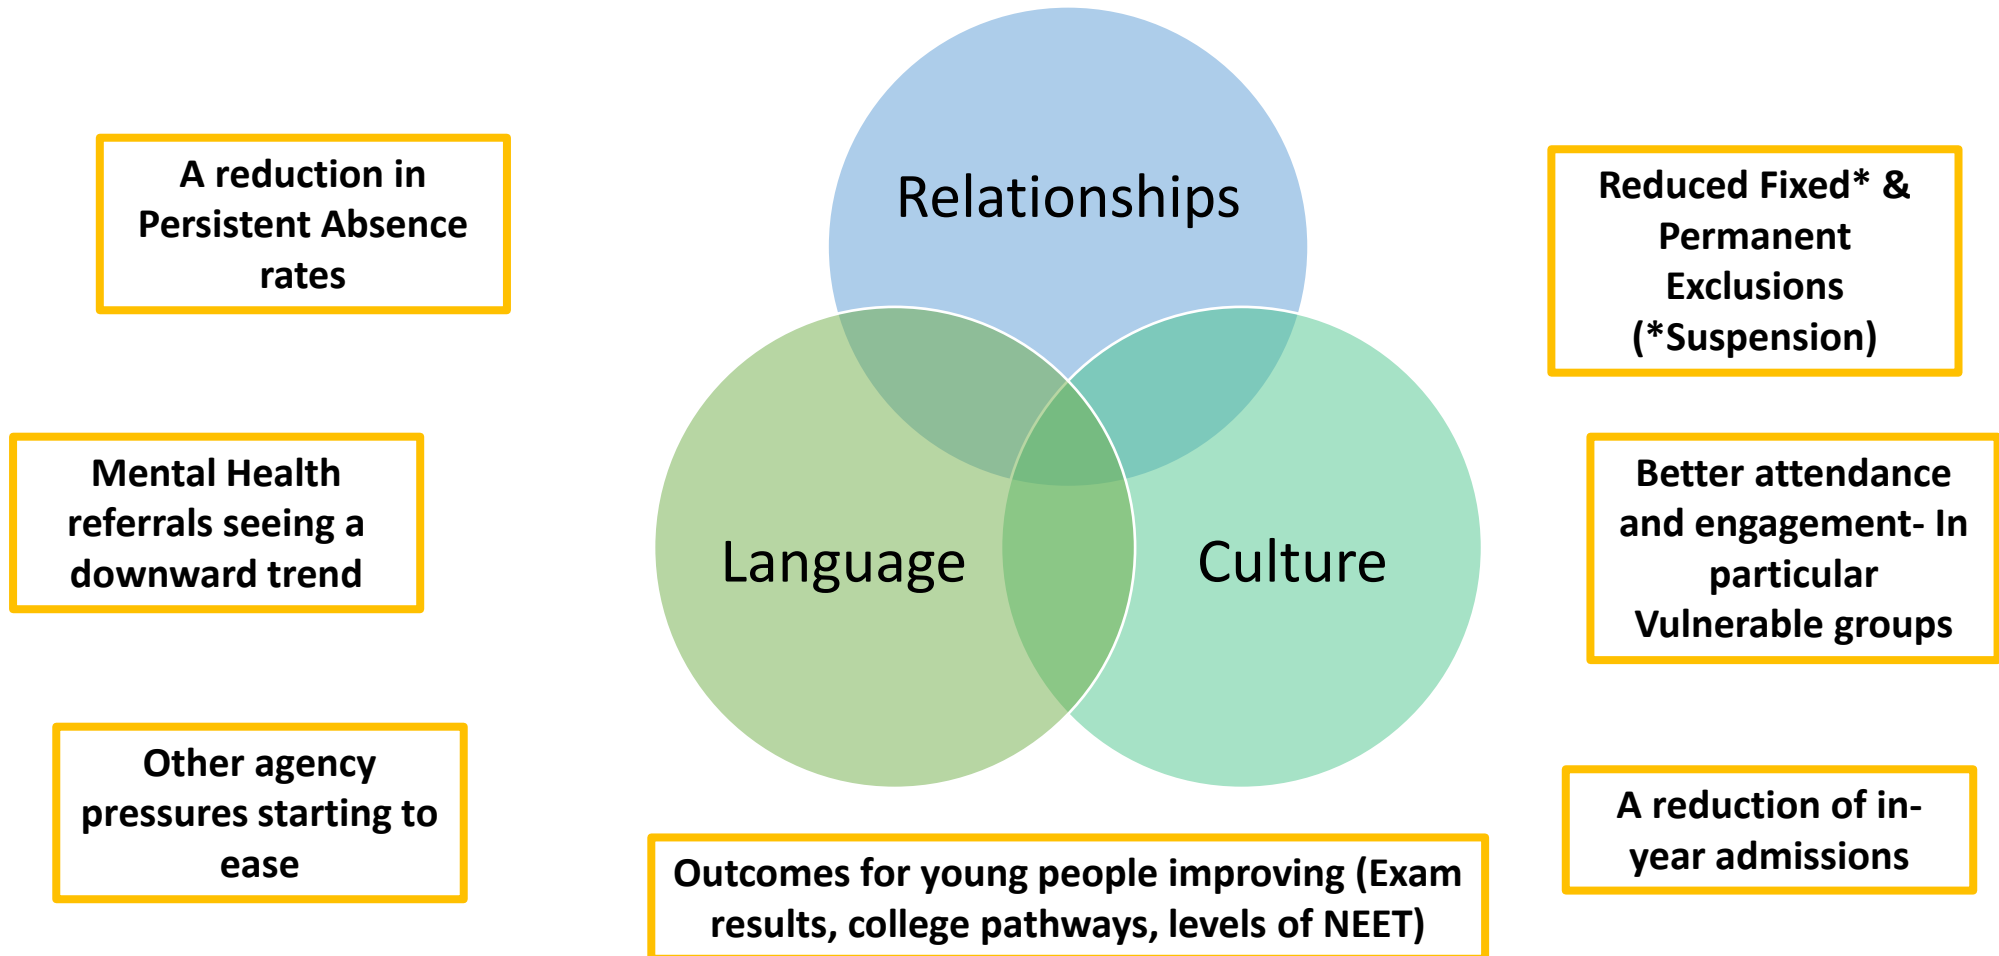 Relationships
Language
Culture
A reduction in
Persistent Absence
rates
Mental Health
referrals seeing a
downward trend
Other agency
pressures starting to
ease
Outcomes for young people improving (Exam
results, college pathways, levels of NEET)
Reduced Fixed* &
Permanent
Exclusions
(*Suspension)
Better attendance
and engagement- In
particular
Vulnerable groups
A reduction of in-
year admissions